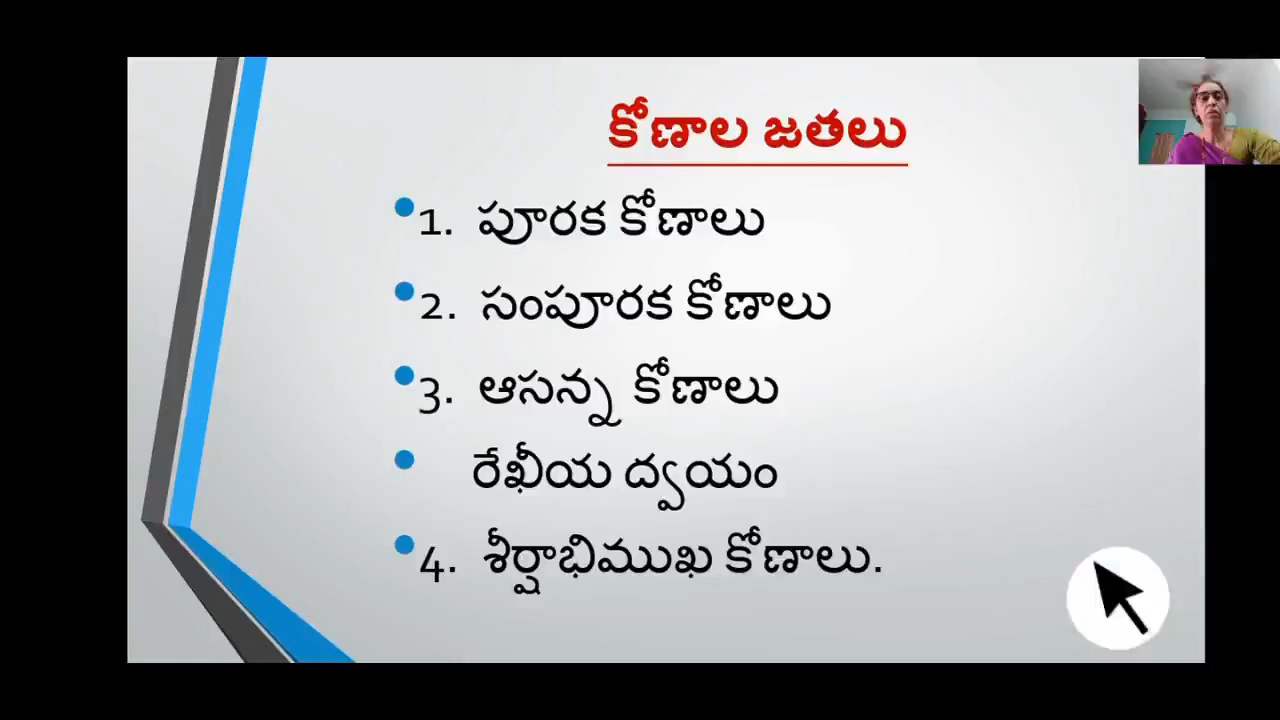 కోణాల జతలు
1. పూరక కోణాలు
2. సంపూరక కోణాలు
3. ఆసన్న కోణాలు
రేఖీయ ద్వయం
4. శీర్షాభిముఖ కోణాలు.